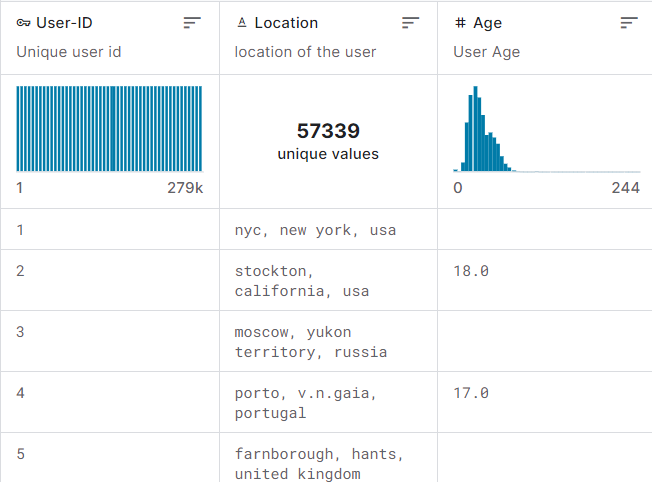 User-ID
Location
Age
Unique user id
location of the user
User Age
57339
unique values
1
279k
0
244
1
nyc, new york, usa
2
stockton,
california, usa
18.0
3
moscow, yukon
territory, russia
4
porto, v.n.gaia,
portugal
17.0
5
farnborough, hants,
united kingdom